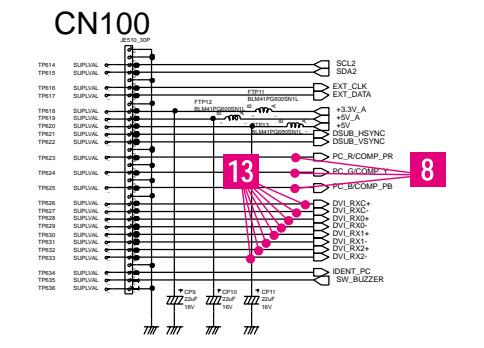 CN100
JE510_30P
TP614 SUPLVAL SCL2
TP615 SUPLVAL SDA2
TP616 SUPLVAL EXT_CLK
TP617 SUPLVAL EXT_DATA
FTP11
BLM41PG600SN1L
FTP12
BLM41PG600SN1L
TP618 SUPLVAL +3.3V_A
TP619 SUPLVAL +5V_A
TP620 SUPLVAL +5V
FTP13
BLM41PG680SN1L
TP621 SUPLVAL DSUB_HSYNC
TP622 SUPLVAL DSUB_VSYNC
TP623 SUPLVAL PC_R/COMP_PR
TP624 SUPLVAL PC_G/COMP_Y
TP625 SUPLVAL PC_B/COMP_PB
13
8
TP626 SUPLVAL DVI_RXC+
TP627 SUPLVAL DVI_RXC-
TP628 SUPLVAL DVI_RX0+
TP629 SUPLVAL DVI_RX0-
TP630 SUPLVAL DVI_RX1+
TP631 SUPLVAL DVI_RX1-
TP632 SUPLVAL DVI_RX2+
TP633 SUPLVAL DVI_RX2-
TP634 SUPLVAL IDENT_PC
TP635 SUPLVAL SW_BUZZER
TP636 SUPLVAL
+ CP9 + CP10 + CP11
22uF 22uF 22uF
16V 16V 16V